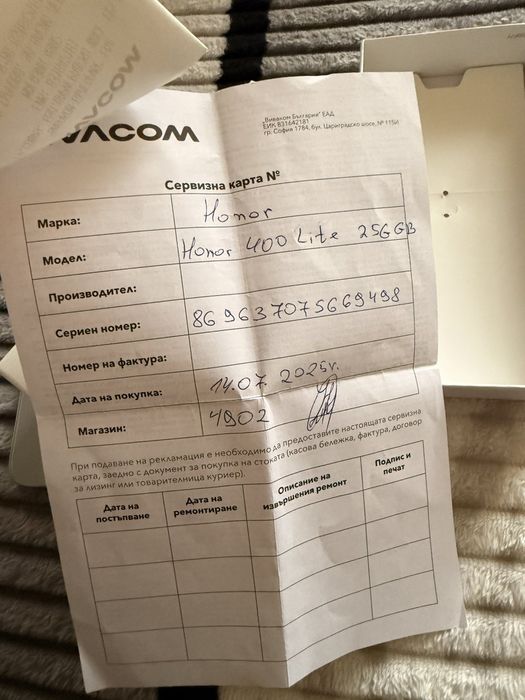 VACOM
"Виваком България" ЕАД
ЕИК 831642181
гр. София 1784, бул. Цариградско шосе, № 115И
Сервизна карта №
Марка: Honor
Модел: Honor 400 Lite 256GB
Производител:
Сериен номер: 869637075669498
Номер на фактура:
Дата на покупка: 14.07.2025г.
Магазин: 4902
При подаване на рекламация е необходимо да предоставите настоящата сервизна
карта, заедно с документ за покупка на стоката (касова бележка, фактура, договор
за лизинг или товарителница куриер).
Дата на постъпване
Дата на ремонтиране
Описание на извършения ремонт
Подпис и печат